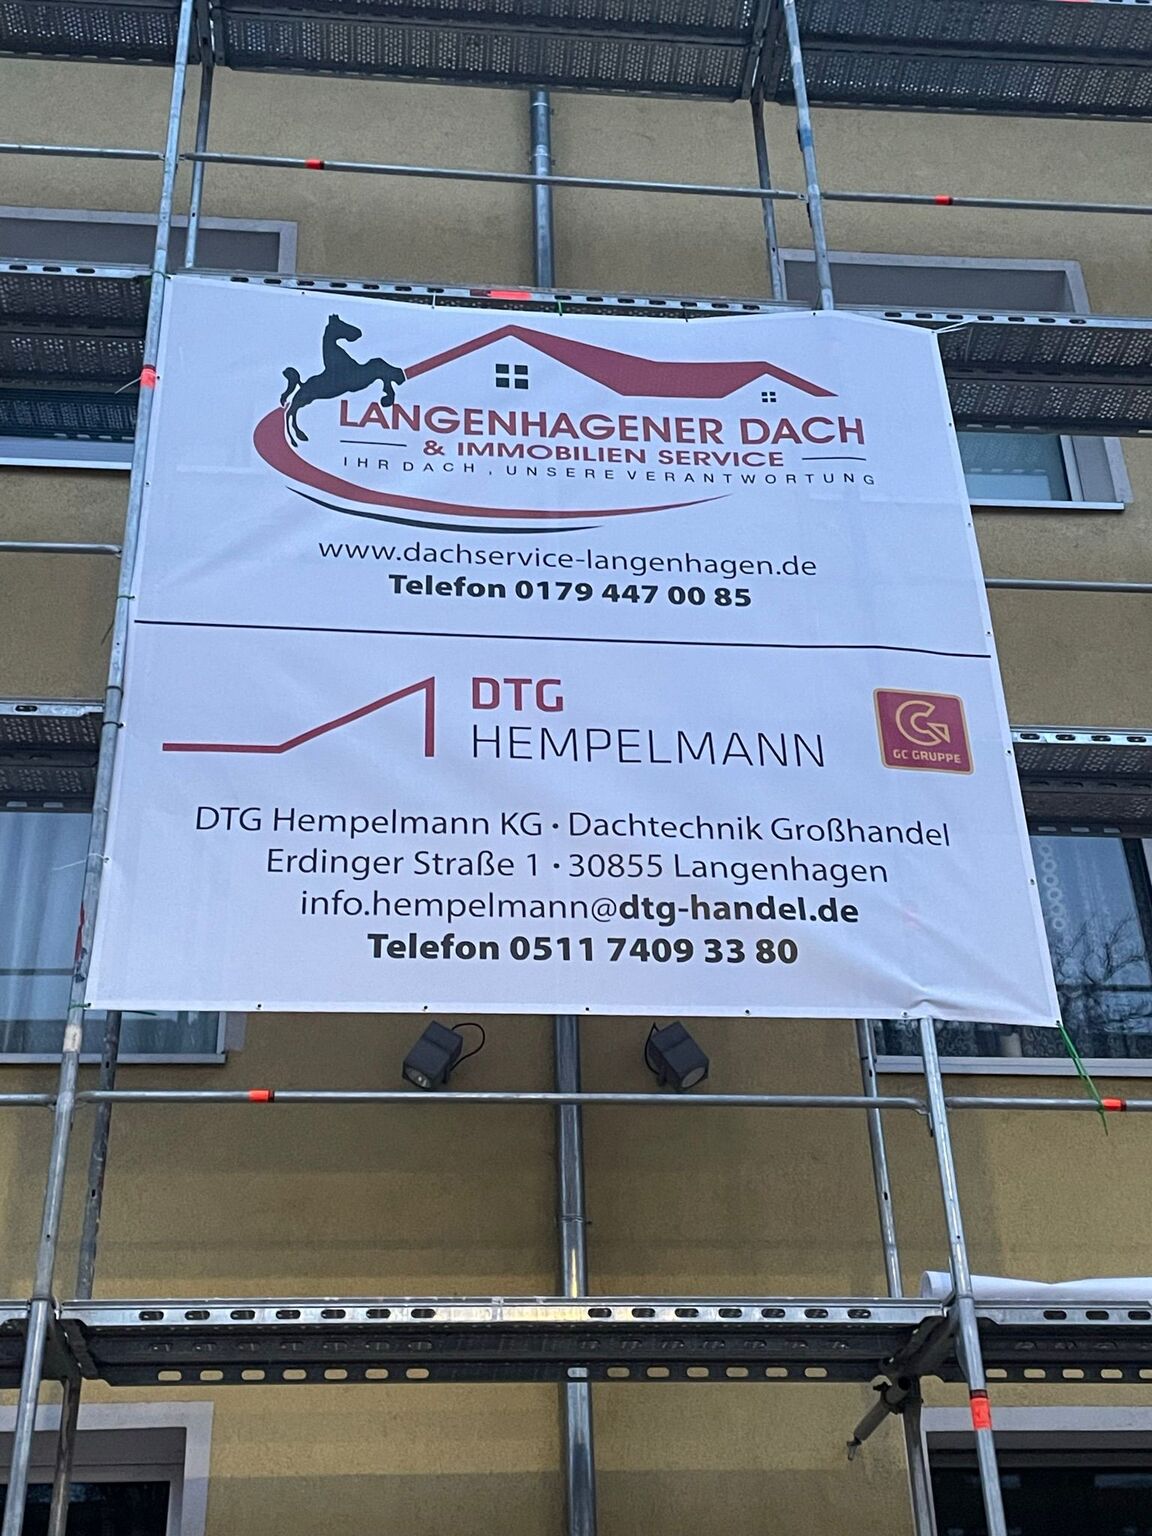 LANGENHAGENER DACH
& IMMOBILIEN SERVICE
IHR DACH, UNSERE VERANTWORTUNG
www.dachservice-langenhagen.de
Telefon 0179 447 00 85
DTG
HEMPELMANN
GC GRUPPE
DTG Hempelmann KG • Dachtechnik Großhandel
Erdinger Straße 1 • 30855 Langenhagen
info.hempelmann@dtg-handel.de
Telefon 0511 7409 33 80